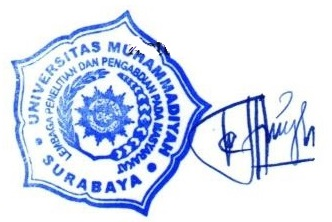 UNIVERSITAS MUHAMMADIYAH
LEMBAGA PENELITIAN DAN PENGABDIAN PADA MASYARAKAT
SURABAYA